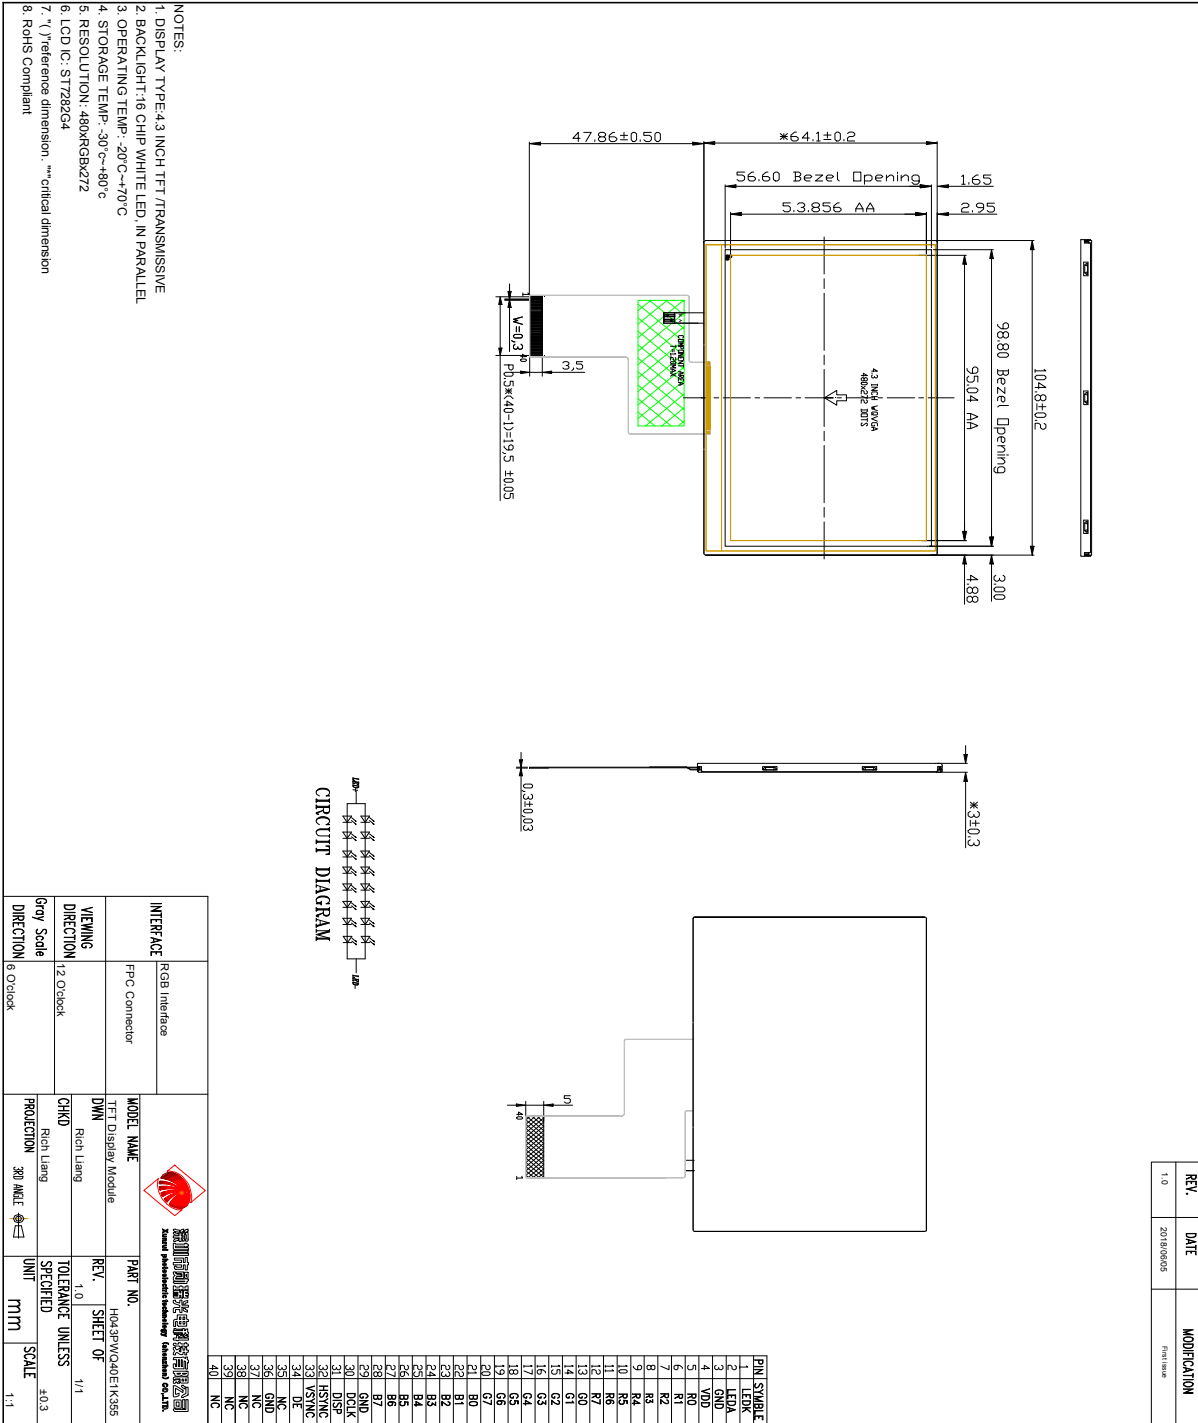 NOTES:
1. DISPLAY TYPE:4.3 INCH TFT /TRANSMISSIVE
2. BACKLIGHT:16 CHIP WHITE LED, IN PARALLEL
3. OPERATING TEMP: -20°C~+70°C
4. STORAGE TEMP: -30°c~+80°c
5. RESOLUTION: 480xRGBx272
6. LCD IC: ST7282G4
7. "( )"reference dimension. "*"critical dimension
8. RoHS Compliant
47.86±0.50
*64.1±0.2
56.60 Bezel Opening
1.65
5.3.856 AA
2.95
104.8±0.2
98.80 Bezel Opening
95.04 AA
3.00
4.88
4.3 INCH WQVGA
480x272 DOTS
COMPONENT AREA
T=1.20MAX
1
W=0,3
40
3,5
P0.5*(40-1)=19,5 ±0.05
0,3±0,03
*3±0.3
LED+
LED-
CIRCUIT DIAGRAM
5
40
1
REV.
DATE
MODIFICATION
1.0
2018/06/05
First issue
PIN SYMBLE
1 LEDK
2 LEDA
3 GND
4 VDD
5 R0
6 R1
7 R2
8 R3
9 R4
10 R5
11 R6
12 R7
13 G0
14 G1
15 G2
16 G3
17 G4
18 G5
19 G6
20 G7
21 B0
22 B1
23 B2
24 B3
25 B4
26 B5
27 B6
28 B7
29 GND
30 DCLK
31 DISP
32 HSYNC
33 VSYNC
34 DE
35 NC
36 GND
37 NC
38 NC
39 NC
40 NC
INTERFACE
RGB Interface
FPC Connector
VIEWING DIRECTION
12 O'clock
Gray Scale DIRECTION
6 O'clock
MODEL NAME
TFT Display Module
DWN
Rich Liang
CHKD
Rich Liang
PROJECTION
3RD ANGLE
PART NO.
H043PWQ40E1K355
REV.
1.0
SHEET OF
1/1
TOLERANCE UNLESS SPECIFIED
±0.3
UNIT
mm
SCALE
1:1